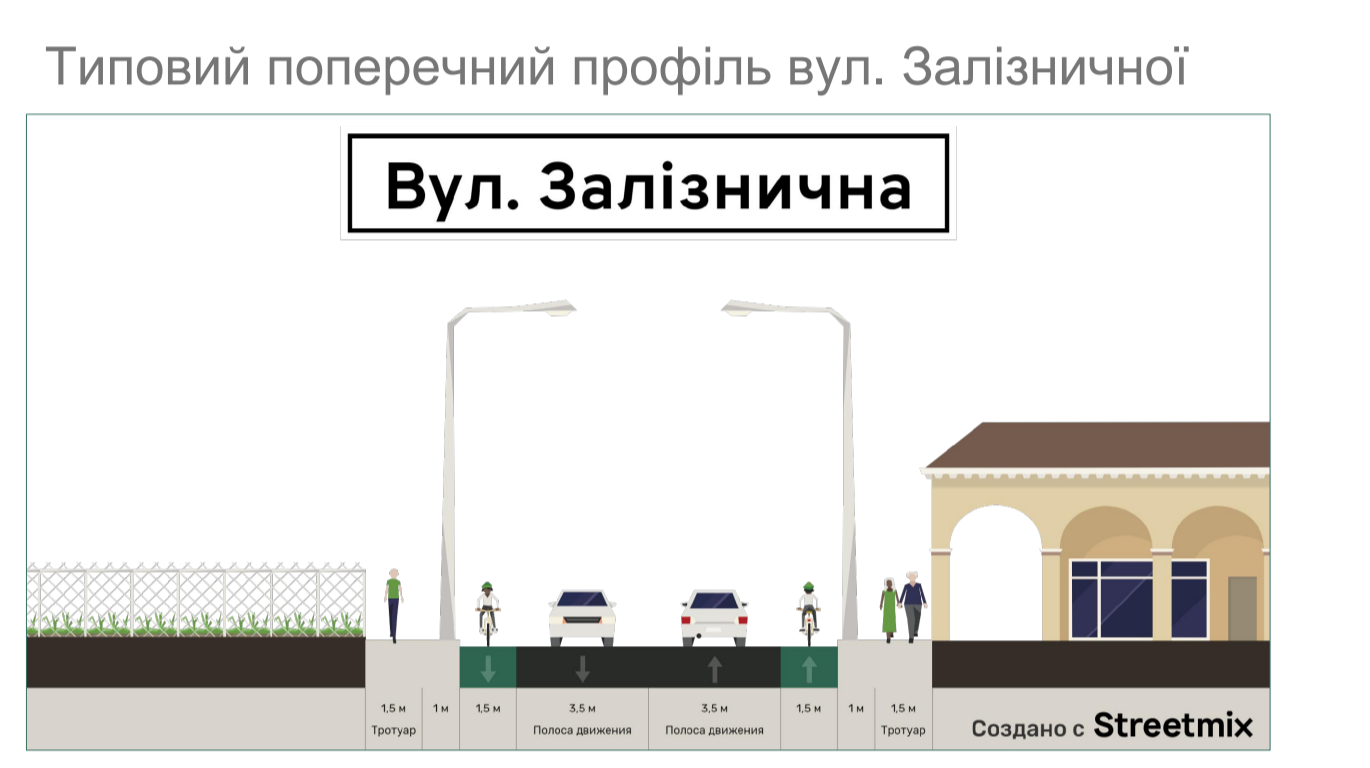 Типовий поперечний профіль вул. Залізничної
Вул. Залізнична
1,5 м 1 м 1,5 м 3,5 м 3,5 м 1,5 м 1 м 1,5 м
Тротуар Полоса движения Полоса движения Тротуар
Создано с Streetmix